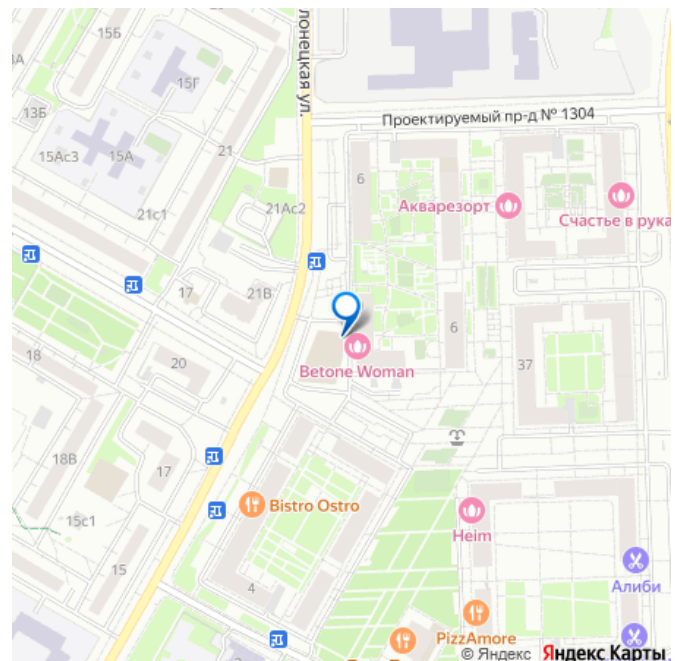 15Б
15Г
13Б
15Ас3
15А
21
21с1
21Ас2
лонецкая ул.
Проектируемый пр-д № 1304
6
Акварезорт
Счастье в рука
17
21В
18
20
Betone Woman
6
37
18В
17
15с1
15
Bistro Ostro
4
Heim
Алиби
PizzAmore
© Яндекс Яндекс Карты